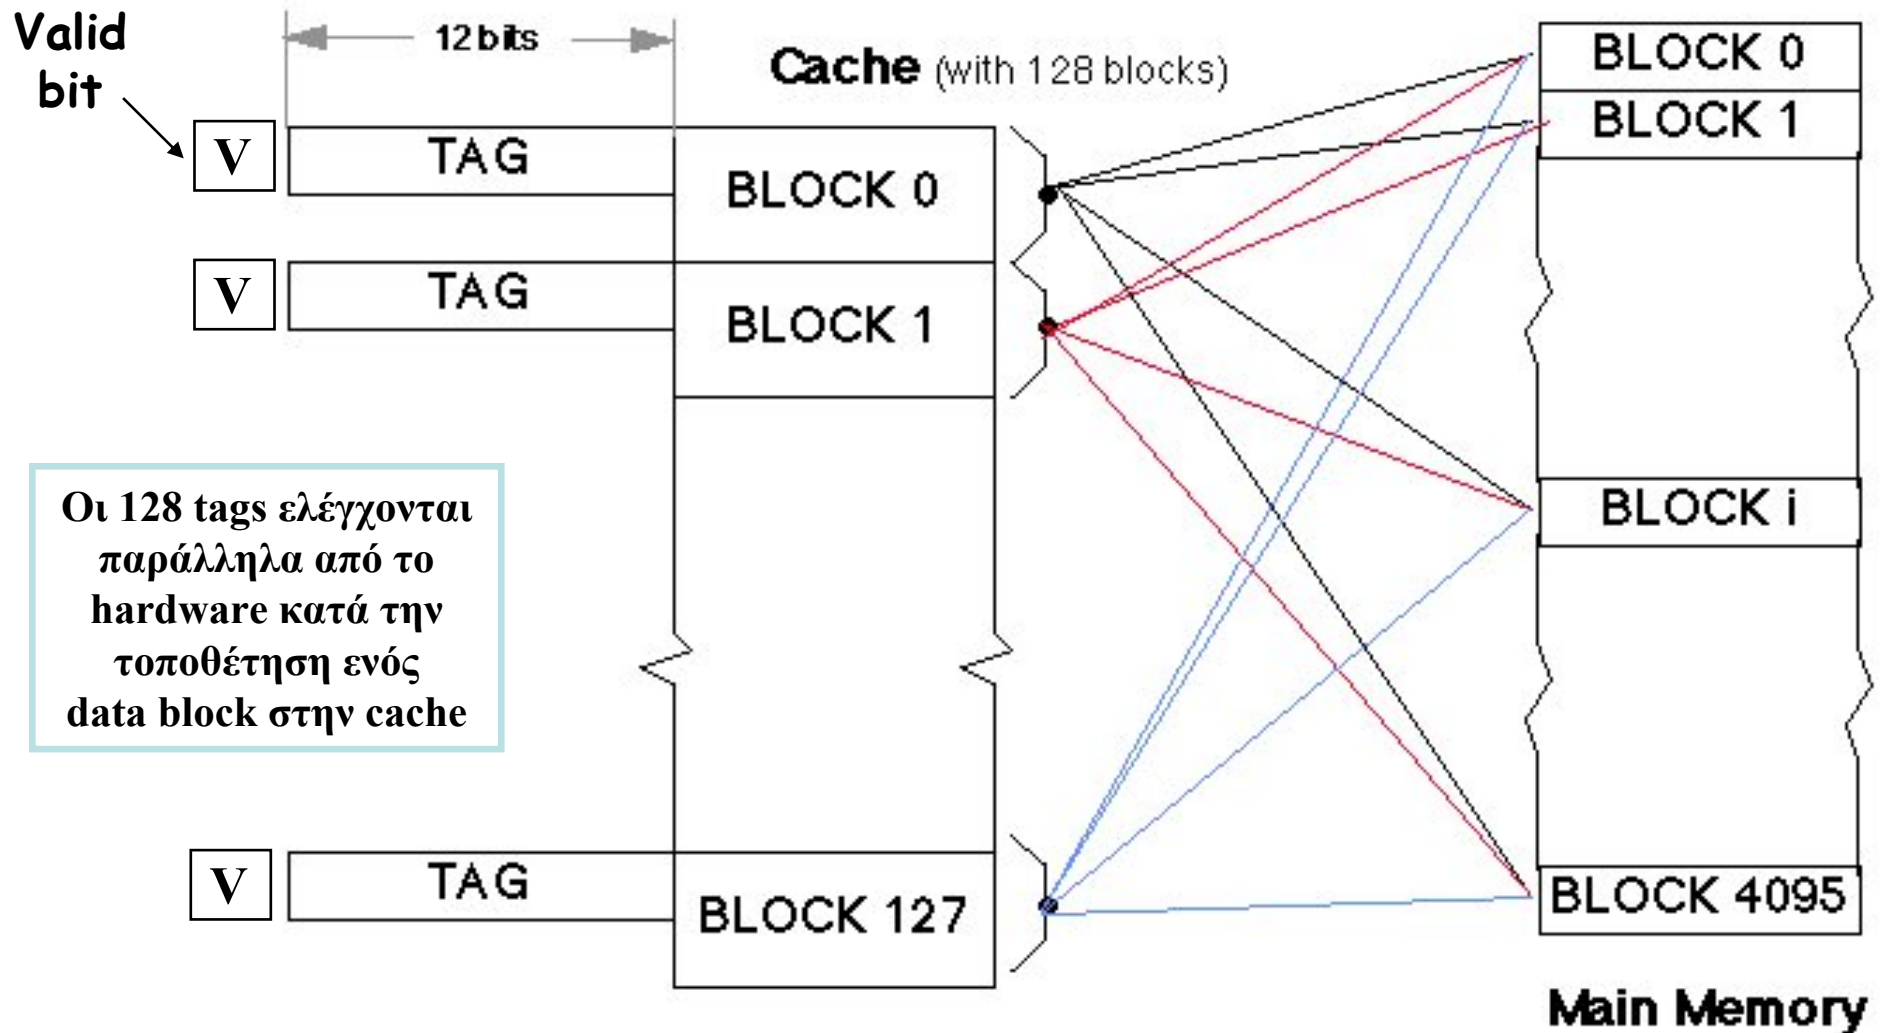 Valid
bit
12 bits
Cache (with 128 blocks)
V
TAG
BLOCK 0
V
TAG
BLOCK 1
Οι 128 tags ελέγχονται
παράλληλα από το
hardware κατά την
τοποθέτηση ενός
data block στην cache
V
TAG
BLOCK 127
BLOCK 0
BLOCK 1
BLOCK i
BLOCK 4095
Main Memory